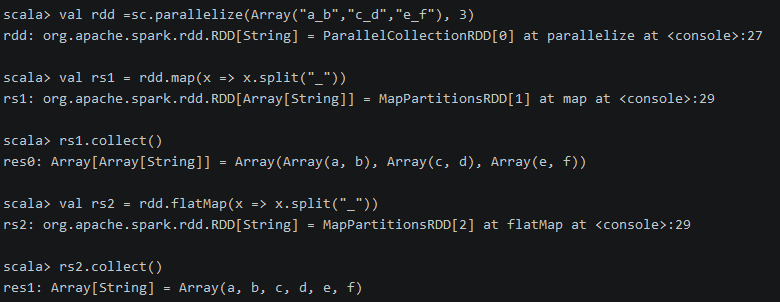 scala> val rdd =sc.parallelize(Array("a_b","c_d","e_f"), 3)
rdd: org.apache.spark.rdd.RDD[String] = ParallelCollectionRDD[0] at parallelize at <console>:27
scala> val rs1 = rdd.map(x => x.split("_"))
rs1: org.apache.spark.rdd.RDD[Array[String]] = MapPartitionsRDD[1] at map at <console>:29
scala> rs1.collect()
res0: Array[Array[String]] = Array(Array(a, b), Array(c, d), Array(e, f))
scala> val rs2 = rdd.flatMap(x => x.split("_"))
rs2: org.apache.spark.rdd.RDD[String] = MapPartitionsRDD[2] at flatMap at <console>:29
scala> rs2.collect()
res1: Array[String] = Array(a, b, c, d, e, f)